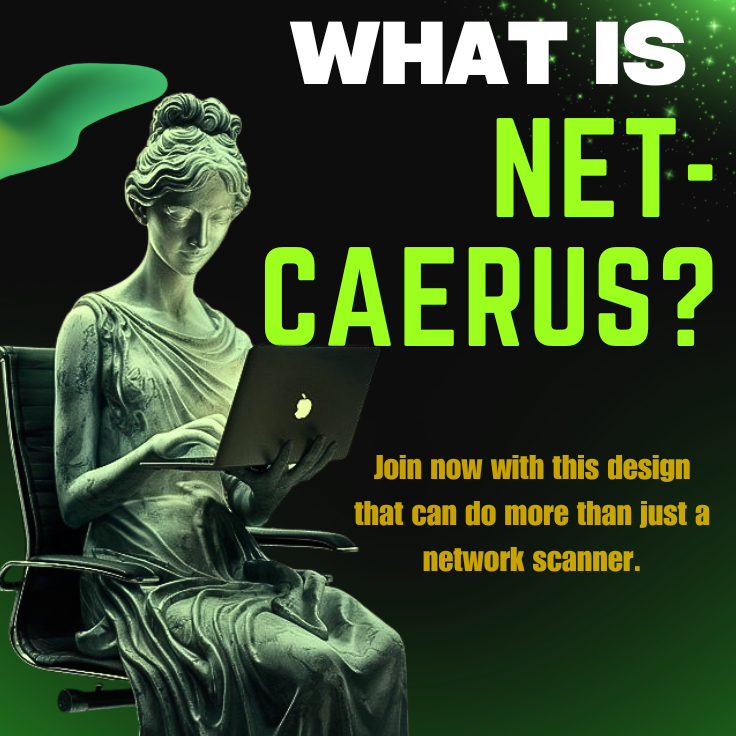 WHAT IS
NET-
CAERUS?
Join now with this design
that can do more than just a
network scanner.